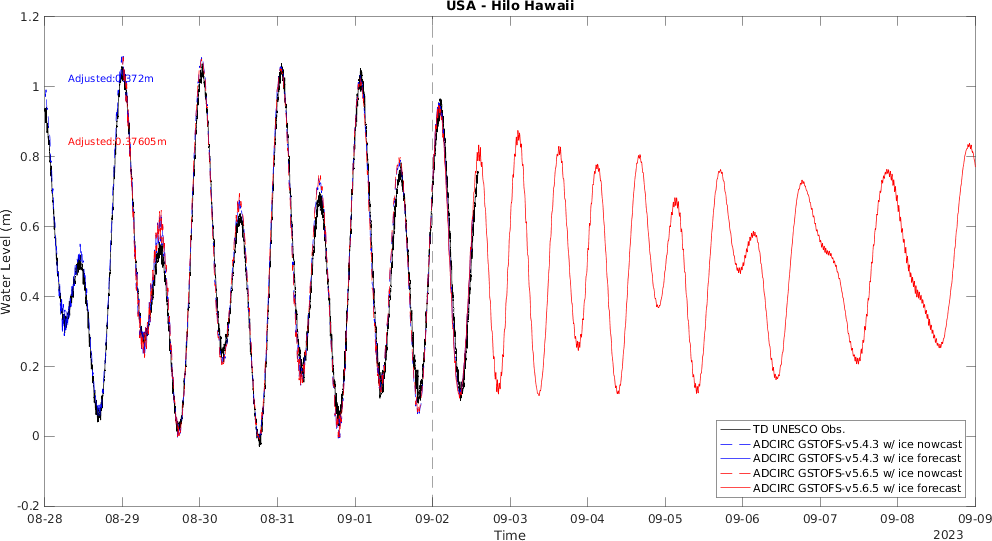 USA - Hilo Hawaii
1.2
1
0.8
0.6
0.4
0.2
0
-0.2
Water Level (m)
Adjusted:0.372m
Adjusted:0.37605m
TD UNESCO Obs.
ADCIRC GSTOFS-v5.4.3 w/ ice nowcast
ADCIRC GSTOFS-v5.4.3 w/ ice forecast
ADCIRC GSTOFS-v5.6.5 w/ ice nowcast
ADCIRC GSTOFS-v5.6.5 w/ ice forecast
08-28 08-29 08-30 08-31 09-01 09-02 09-03 09-04 09-05 09-06 09-07 09-08 09-09
Time
2023